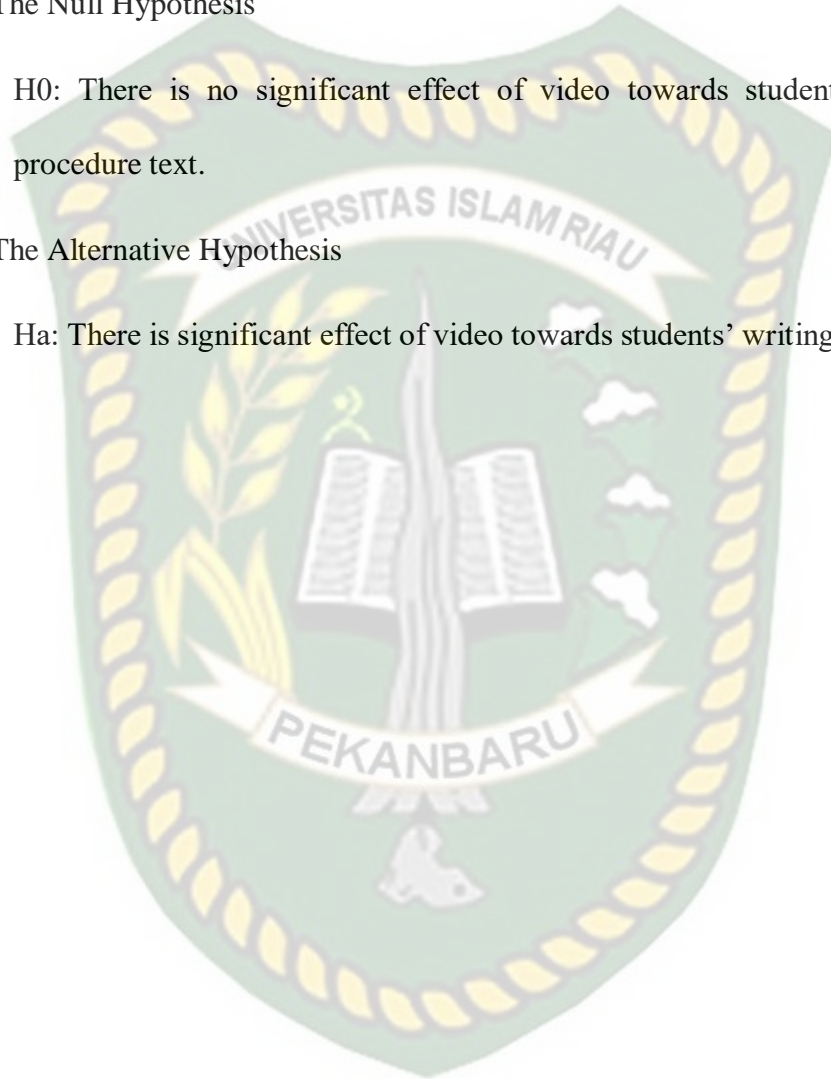 The Null Hypothesis
H0: There is no significant effect of video towards student
procedure text.
UNIVERSITAS ISLAM RIAU
The Alternative Hypothesis
Ha: There is significant effect of video towards students’ writing
PEKANBARU